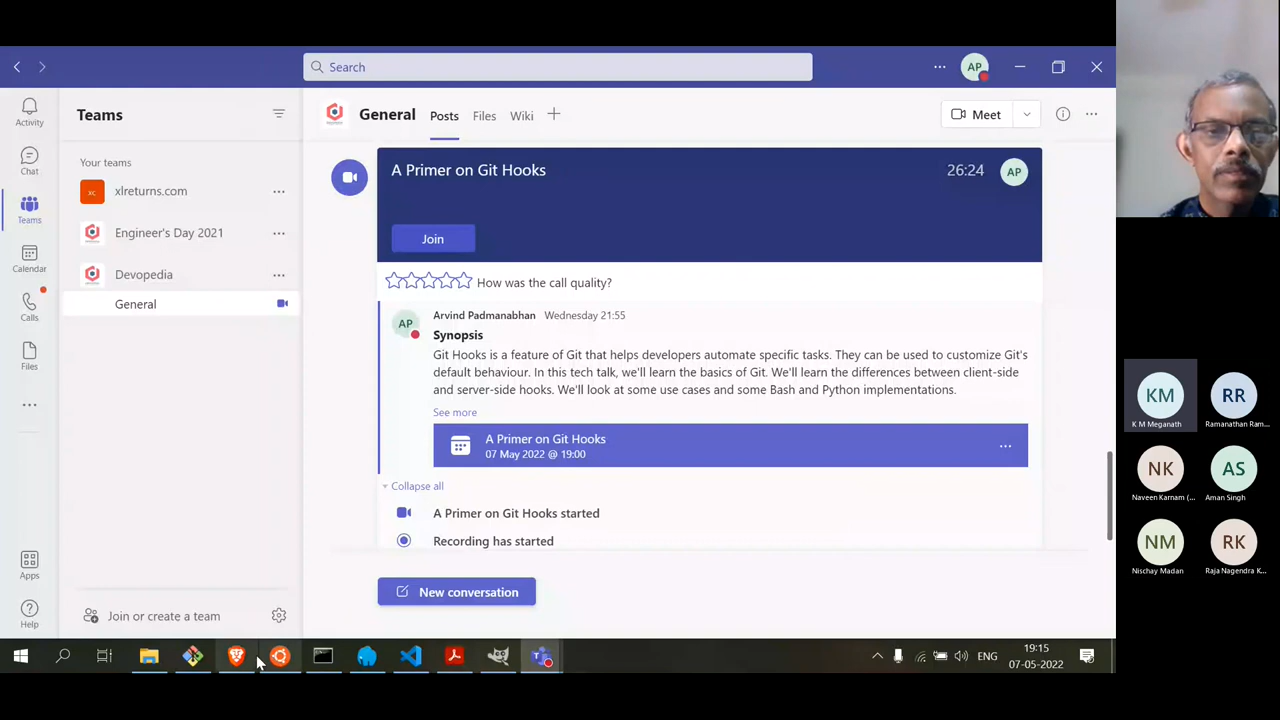 Search
AP
Activity
Chat
Teams
Calendar
Calls
Files
Apps
Help
Teams
Your teams
xc
xlreturns.com
Engineer's Day 2021
Devopedia
General
Join or create a team
General
Posts
Files
Wiki
Meet
A Primer on Git Hooks
26:24
AP
Join
How was the call quality?
AP
Arvind Padmanabhan
Wednesday 21:55
Synopsis
Git Hooks is a feature of Git that helps developers automate specific tasks. They can be used to customize Git's
default behaviour. In this tech talk, we'll learn the basics of Git. We'll learn the differences between client-side
and server-side hooks. We'll look at some use cases and some Bash and Python implementations.
See more
A Primer on Git Hooks
07 May 2022 @ 19:00
Collapse all
A Primer on Git Hooks started
Recording has started
New conversation
ENG
19:15
07-05-2022
KM
K M Meganath
RR
Ramanathan Ram...
NK
Naveen Karnam (...
AS
Aman Singh
NM
Nischay Madan
RK
Raja Nagendra K...